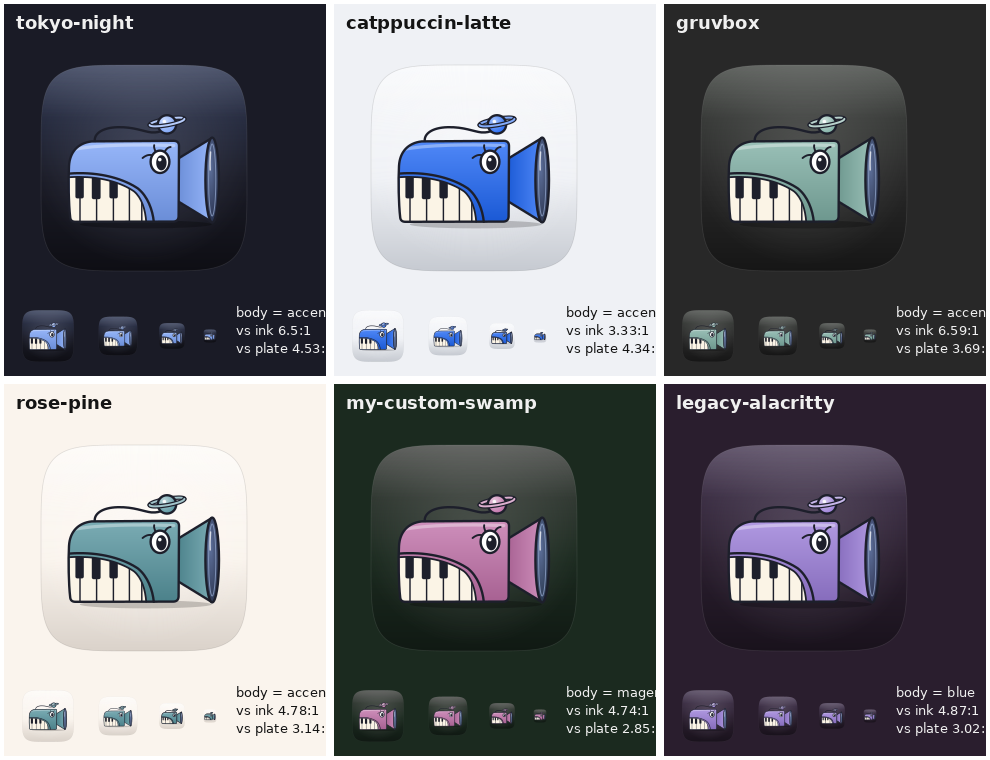 tokyo-night
body = accen
vs ink 6.5:1
vs plate 4.53:
catppuccin-latte
body = accen
vs ink 3.33:1
vs plate 4.34:
gruvbox
body = accen
vs ink 6.59:1
vs plate 3.69:
rose-pine
body = accen
vs ink 4.78:1
vs plate 3.14:
my-custom-swamp
body = magen
vs ink 4.74:1
vs plate 2.85:
legacy-alacritty
body = blue
vs ink 4.87:1
vs plate 3.02: